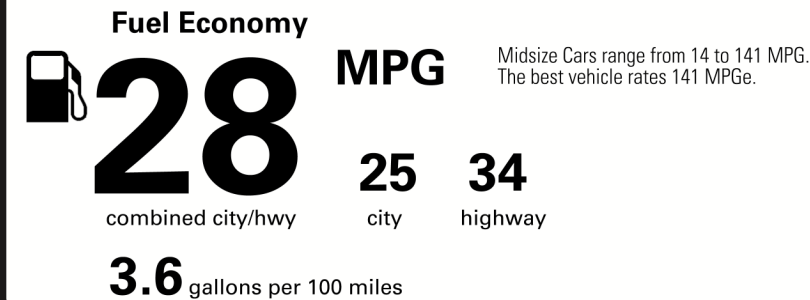 Fuel Economy
28
MPG
Midsize Cars range from 14 to 141 MPG.
The best vehicle rates 141 MPGe.
combined city/hwy
25
city
34
highway
3.6 gallons per 100 miles